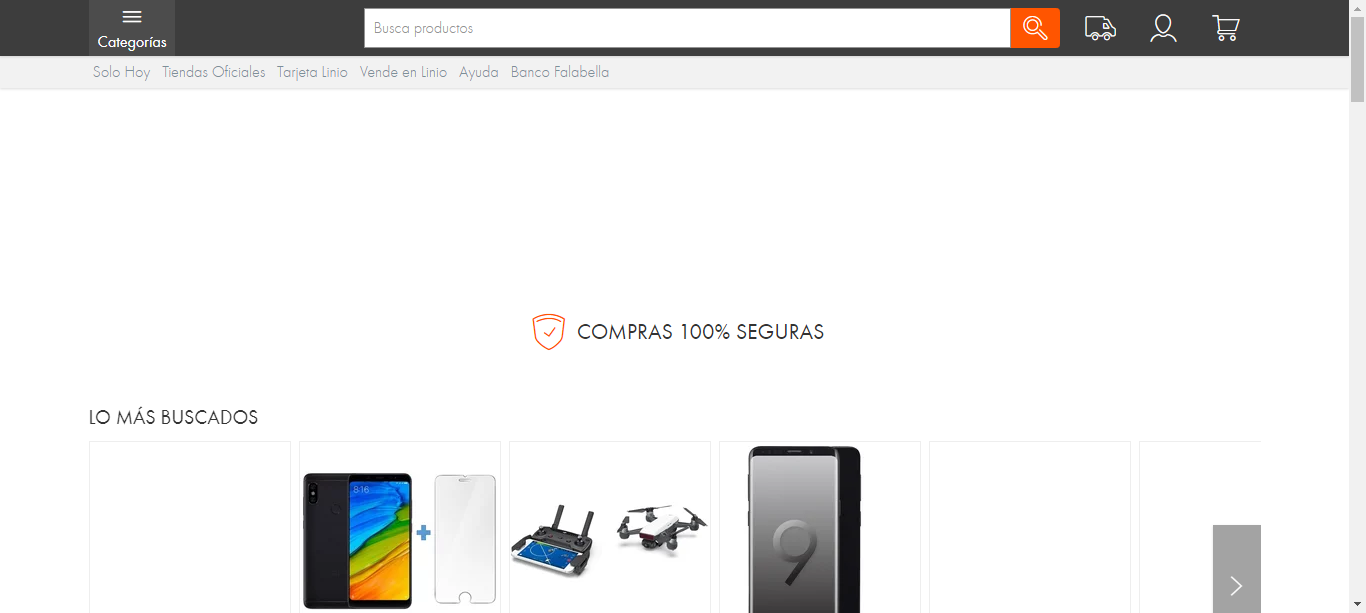 Categorías
Busca productos
Solo Hoy Tiendas Oficiales Tarjeta Linio Vende en Linio Ayuda Banco Falabella
COMPRAS 100% SEGURAS
LO MÁS BUSCADOS
8:16
9